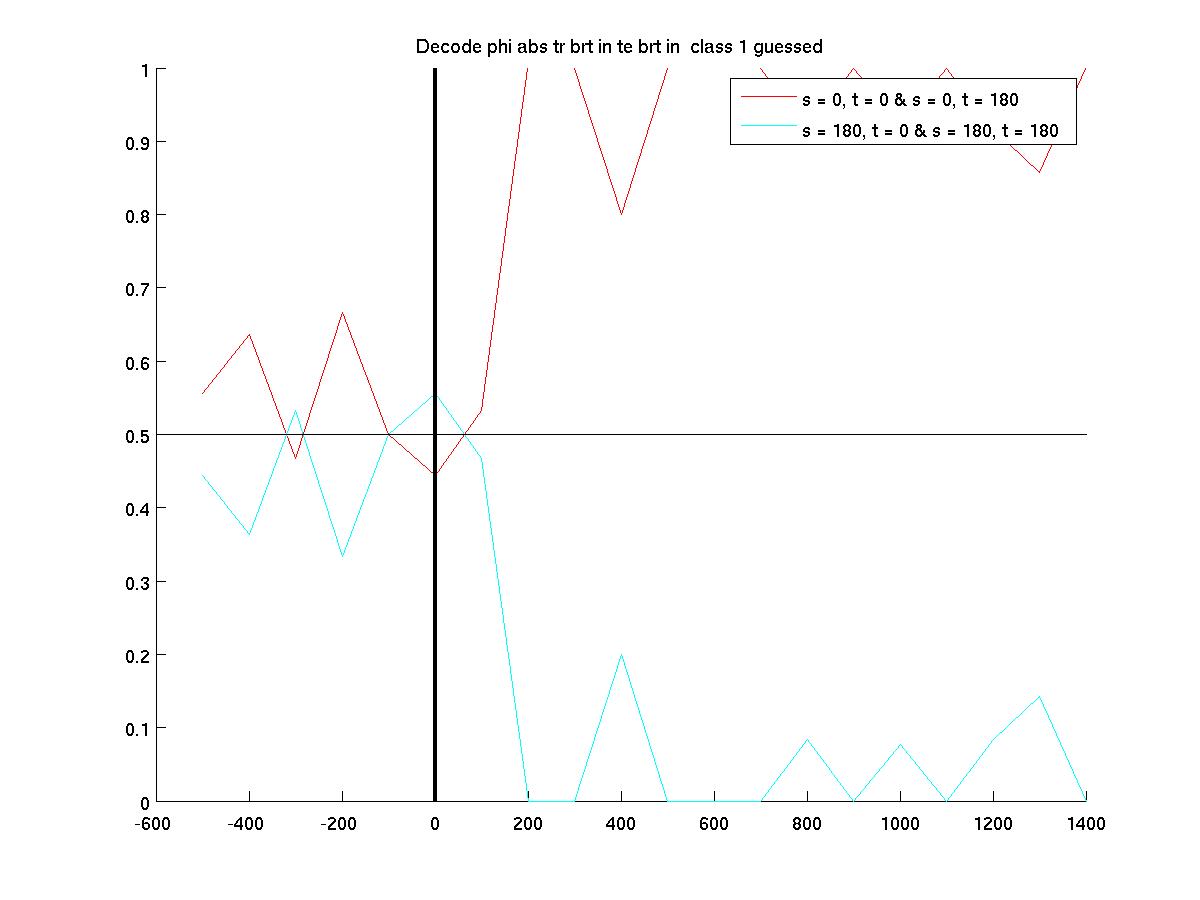 Decode phi abs tr brt in te brt in  class 1 guessed
s = 0, t = 0 & s = 0, t = 180
s = 180, t = 0 & s = 180, t = 180
1
0.9
0.8
0.7
0.6
0.5
0.4
0.3
0.2
0.1
0
-600 -400 -200 0 200 400 600 800 1000 1200 1400